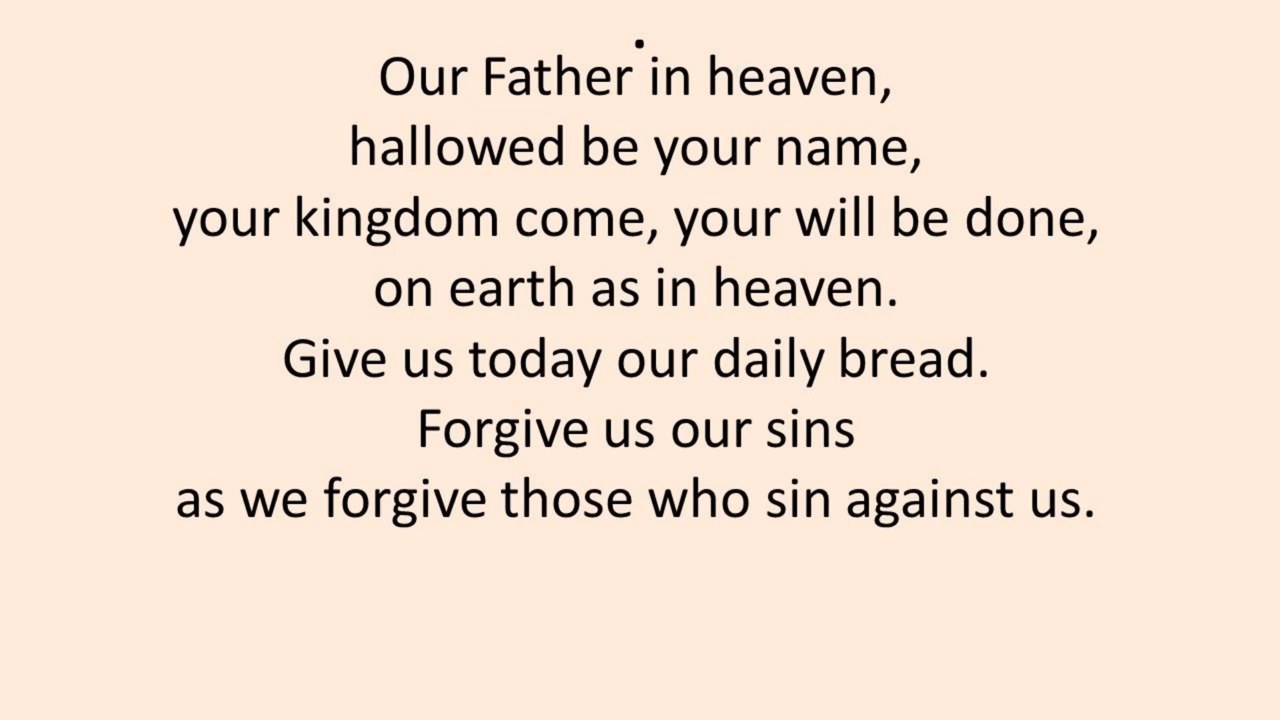 .
Our Father in heaven,
hallowed be your name,
your kingdom come, your will be done,
on earth as in heaven.
Give us today our daily bread.
Forgive us our sins
as we forgive those who sin against us.